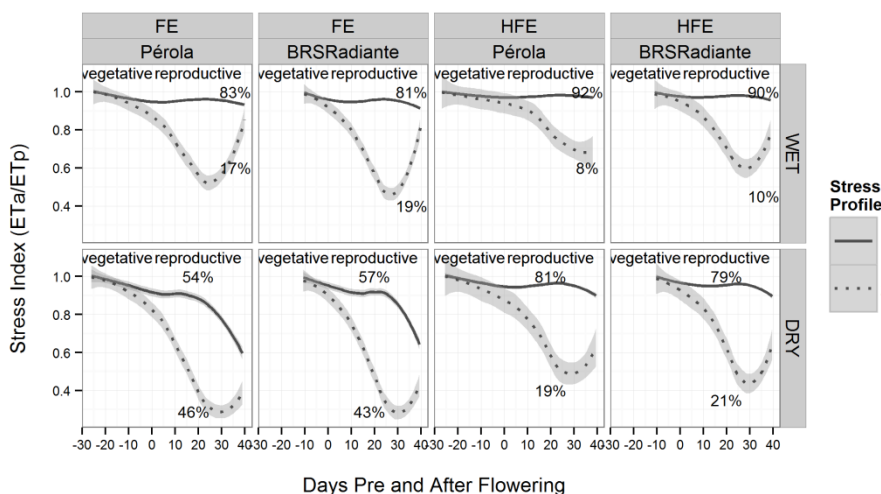 FE FE HFE HFE
Pérola BRSRadiante Pérola BRSRadiante
vegetative reproductive vegetative reproductive vegetative reproductive vegetative reproductive
83% 81% 92% 90%
1.0
0.8
0.6
0.4
17% 19% 8% 10%
WET
Stress Index (ETa/ETp)
Stress
Profile
vegetative reproductive vegetative reproductive vegetative reproductive vegetative reproductive
54% 57% 81% 79%
1.0
0.8
0.6
0.4
46% 43% 19% 21%
DRY
-30 -20 -10 0 10 20 30 40 -30 -20 -10 0 10 20 30 40 -30 -20 -10 0 10 20 30 40 -30 -20 -10 0 10 20 30 40
Days Pre and After Flowering